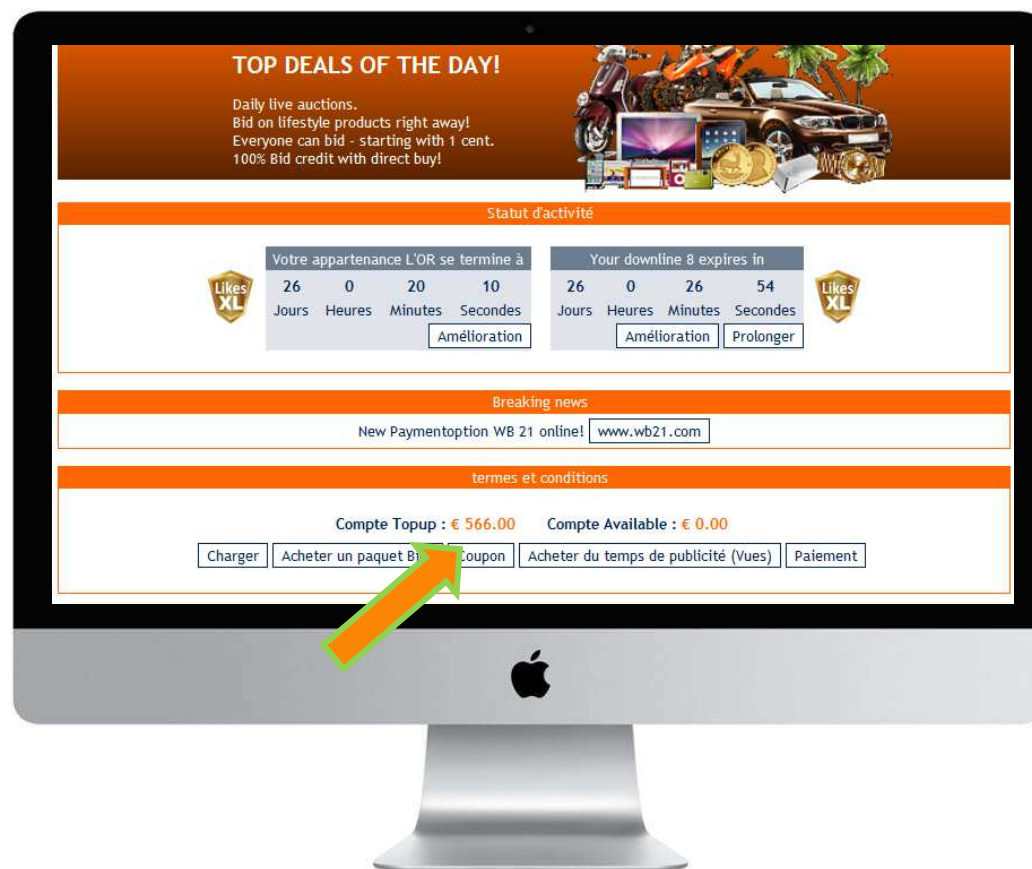 TOP DEALS OF THE DAY!
Daily live auctions.
Bid on lifestyle products right away!
Everyone can bid - starting with 1 cent.
100% Bid credit with direct buy!
Statut d'activité
Votre appartenance L'OR se termine à
26 0 20 10
Jours Heures Minutes Secondes
Amélioration
Your downline 8 expires in
26 0 26 54
Jours Heures Minutes Secondes
Amélioration Prolonger
Likes XL
Likes XL
Breaking news
New Paymentoption WB 21 online! www.wb21.com
termes et conditions
Compte Topup : € 566.00 Compte Available : € 0.00
Charger Acheter un paquet Coupon Acheter du temps de publicité (Vues) Paiement